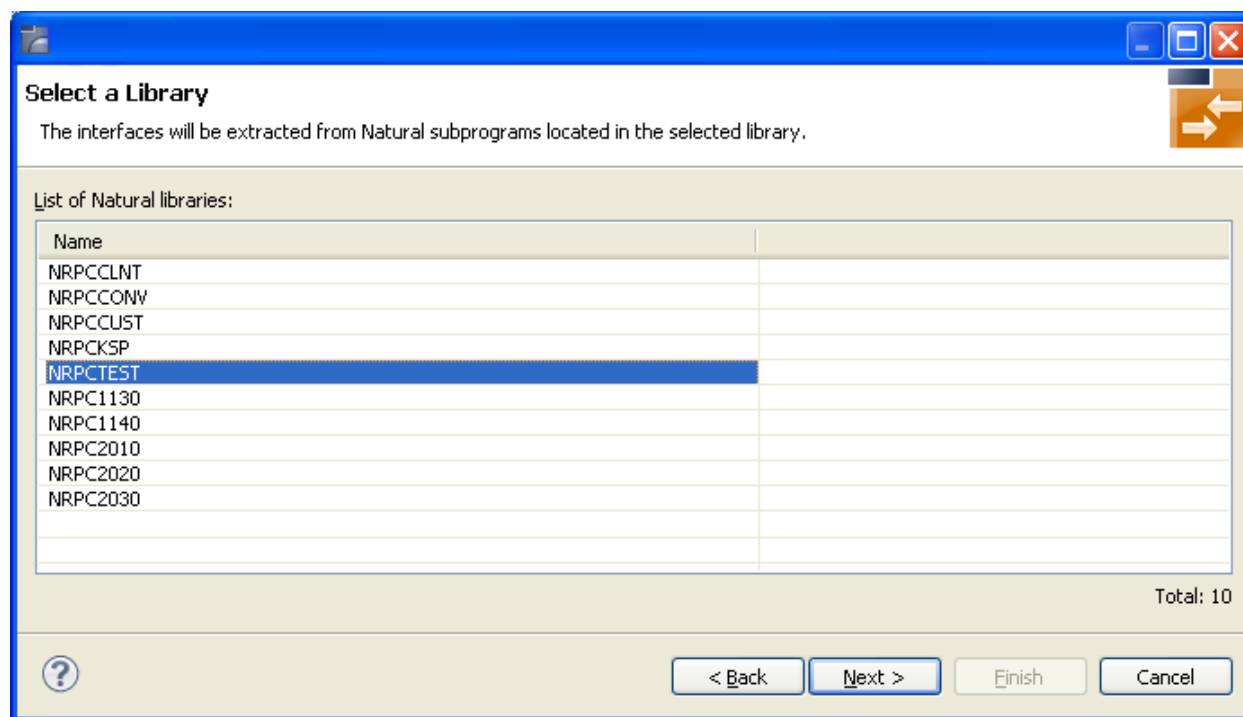 Select a Library
The interfaces will be extracted from Natural subprograms located in the selected library.
List of Natural libraries:
Name
NRPCCLNT
NRPCCONV
NRPCCUST
NRPCKSP
NRPCTEST
NRPC1130
NRPC1140
NRPC2010
NRPC2020
NRPC2030
Total: 10
? < Back Next > Finish Cancel